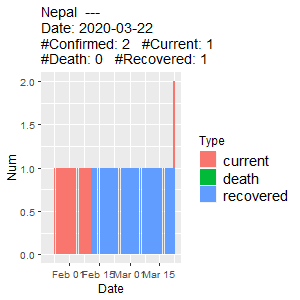 Nepal  ---
Date: 2020-03-22
#Confirmed: 2   #Current: 1
#Death: 0   #Recovered: 1
2.0
1.5
1.0
0.5
0.0
Num
Feb 01
Feb 15
Mar 01
Mar 15
Date
Type
current
death
recovered